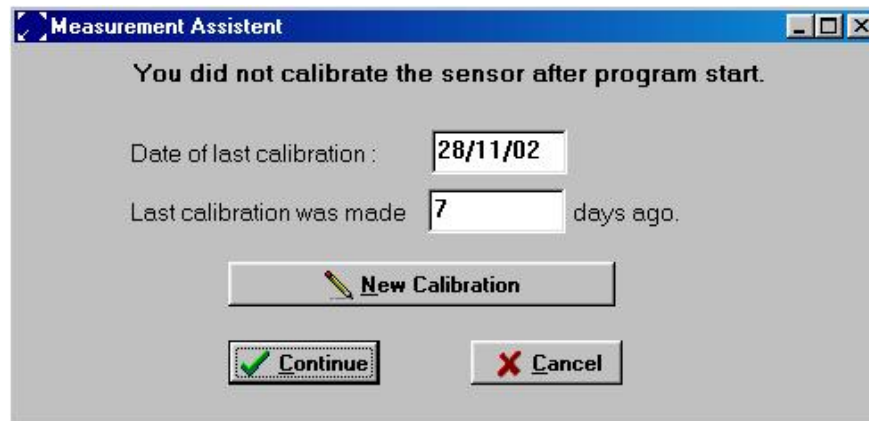 Measurement Assistent
You did not calibrate the sensor after program start.
Date of last calibration : 28/11/02
Last calibration was made 7 days ago.
New Calibration
Continue Cancel